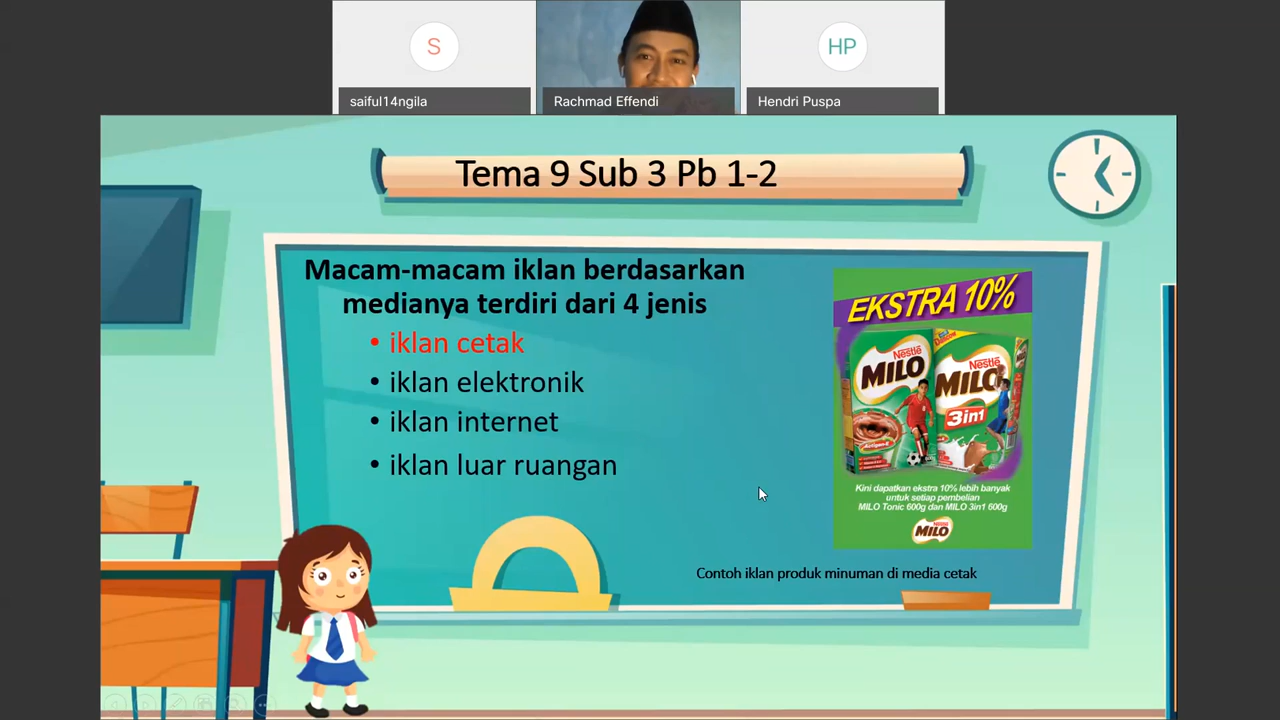 S
HP
saiful14ngila
Rachmad Effendi
Hendri Puspa
Tema 9 Sub 3 Pb 1-2
Macam-macam iklan berdasarkan
medianya terdiri dari 4 jenis
• iklan cetak
• iklan elektronik
• iklan internet
• iklan luar ruangan
EKSTRA 10%
Nestlé
MILO
Nestlé
MILO
3in1
Kini dapatkan ekstra 10% lebih banyak
untuk setiap pembelian
MILO Tonic 600g dan MILO 3in1 600g
Nestlé
MILO
Contoh iklan produk minuman di media cetak